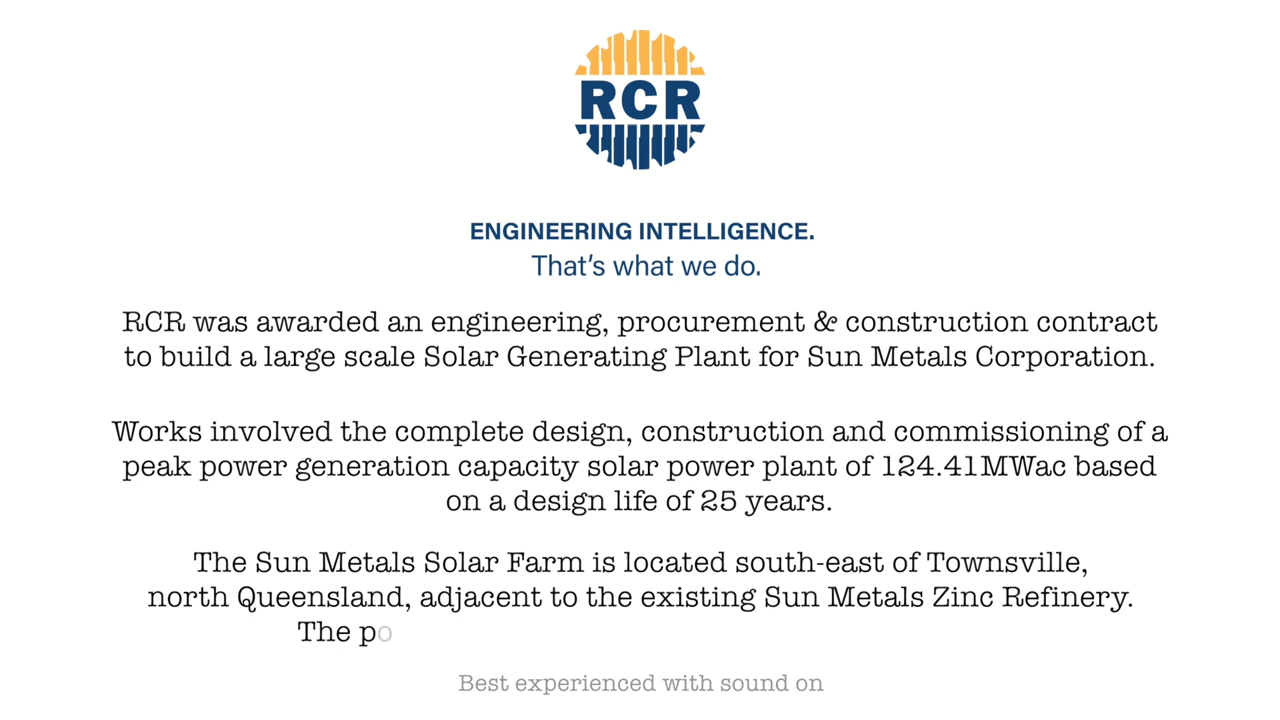 RCR
ENGINEERING INTELLIGENCE.
That's what we do.
RCR was awarded an engineering, procurement & construction contract
to build a large scale Solar Generating Plant for Sun Metals Corporation.
Works involved the complete design, construction and commissioning of a
peak power generation capacity solar power plant of 124.41MWac based
on a design life of 25 years.
The Sun Metals Solar Farm is located south-east of Townsville,
north Queensland, adjacent to the existing Sun Metals Zinc Refinery.
The po
Best experienced with sound on